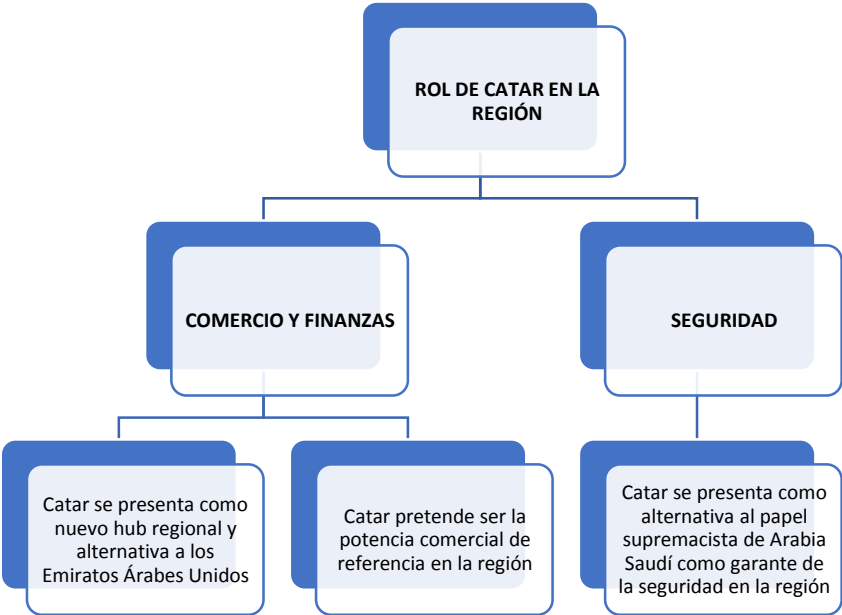 ROL DE CATAR EN LA
REGIÓN
COMERCIO Y FINANZAS
SEGURIDAD
Catar se presenta como
nuevo hub regional y
alternativa a los
Emiratos Árabes Unidos
Catar pretende ser la
potencia comercial de
referencia en la región
Catar se presenta como
alternativa al papel
supremacista de Arabia
Saudí como garante de
la seguridad en la región